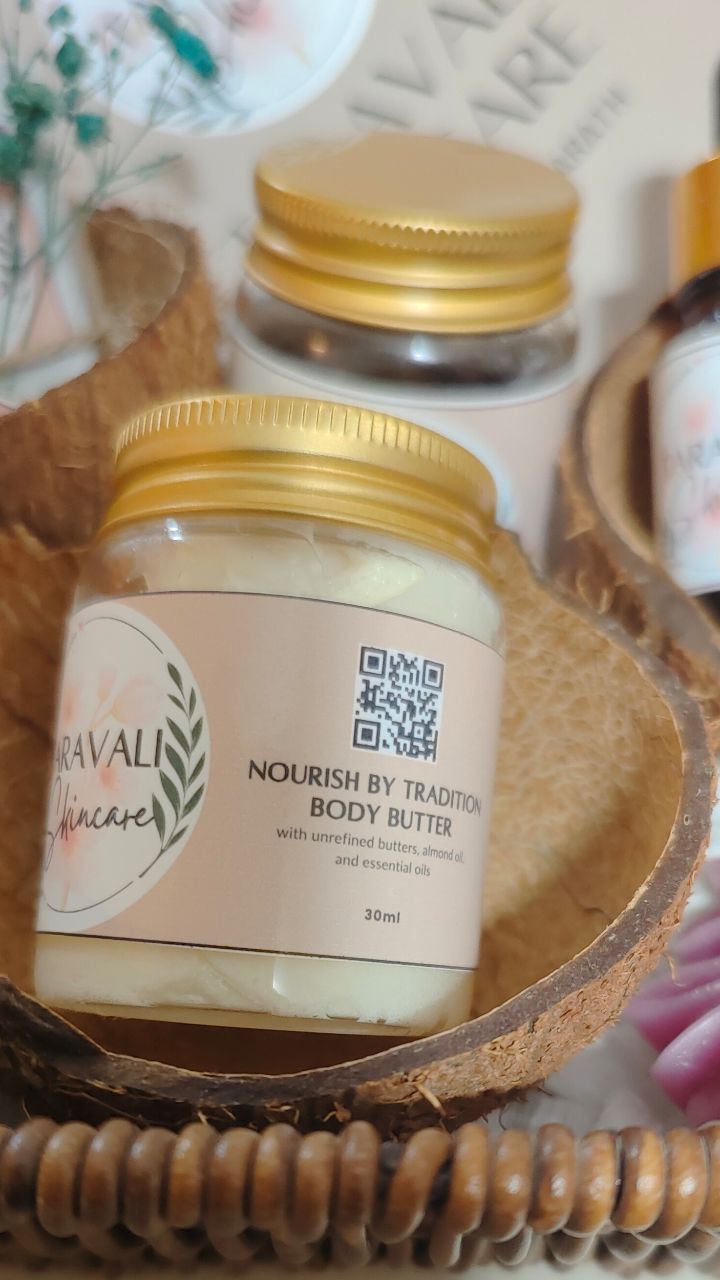 ARAVALI
Skincare
NOURISH BY TRADITION
BODY BUTTER
with unrefined butters, almond oil,
and essential oils
30ml